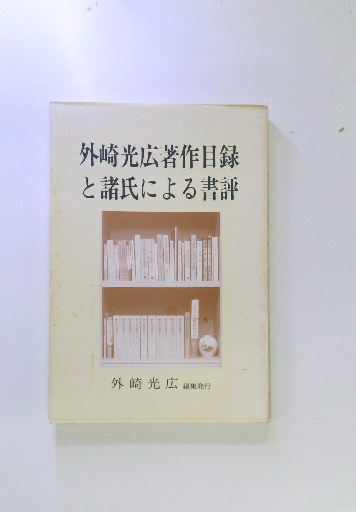 外崎光広著作目録
と諸氏による書評
外崎光広 編集発行